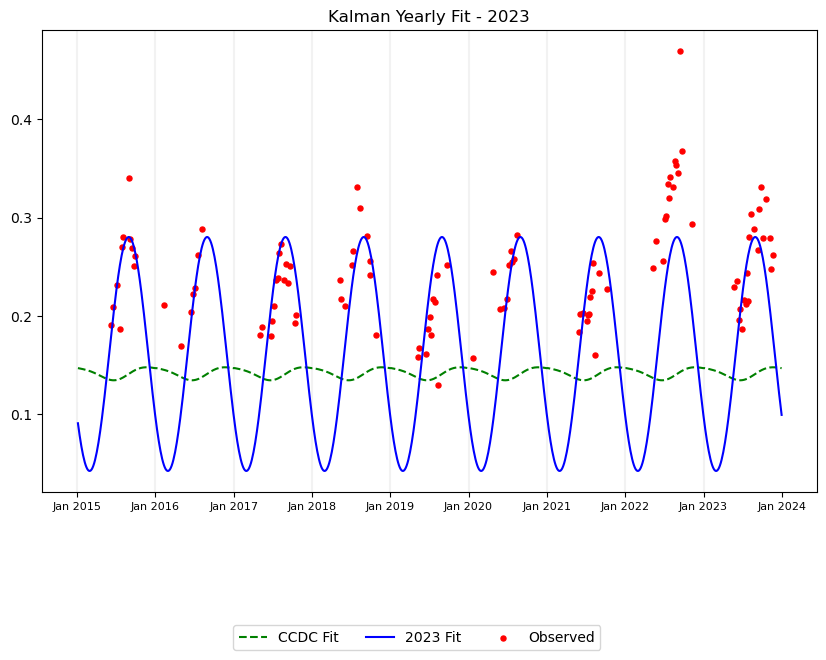 Kalman Yearly Fit - 2023
0.4
0.3
0.2
0.1
Jan 2015 Jan 2016 Jan 2017 Jan 2018 Jan 2019 Jan 2020 Jan 2021 Jan 2022 Jan 2023 Jan 2024
CCDC Fit 2023 Fit Observed